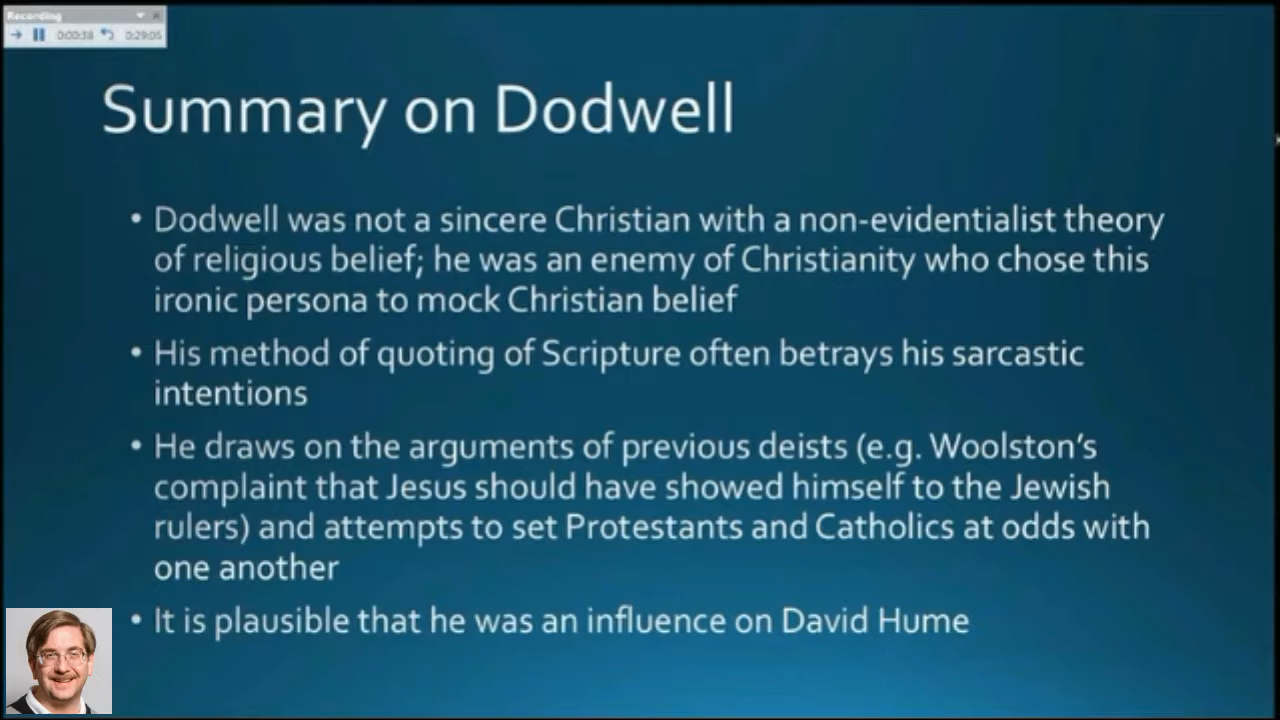 Recording
0:00:38 0:29:05
Summary on Dodwell
• Dodwell was not a sincere Christian with a non-evidentialist theory
of religious belief; he was an enemy of Christianity who chose this
ironic persona to mock Christian belief
• His method of quoting of Scripture often betrays his sarcastic
intentions
• He draws on the arguments of previous deists (e.g. Woolston’s
complaint that Jesus should have showed himself to the Jewish
rulers) and attempts to set Protestants and Catholics at odds with
one another
• It is plausible that he was an influence on David Hume